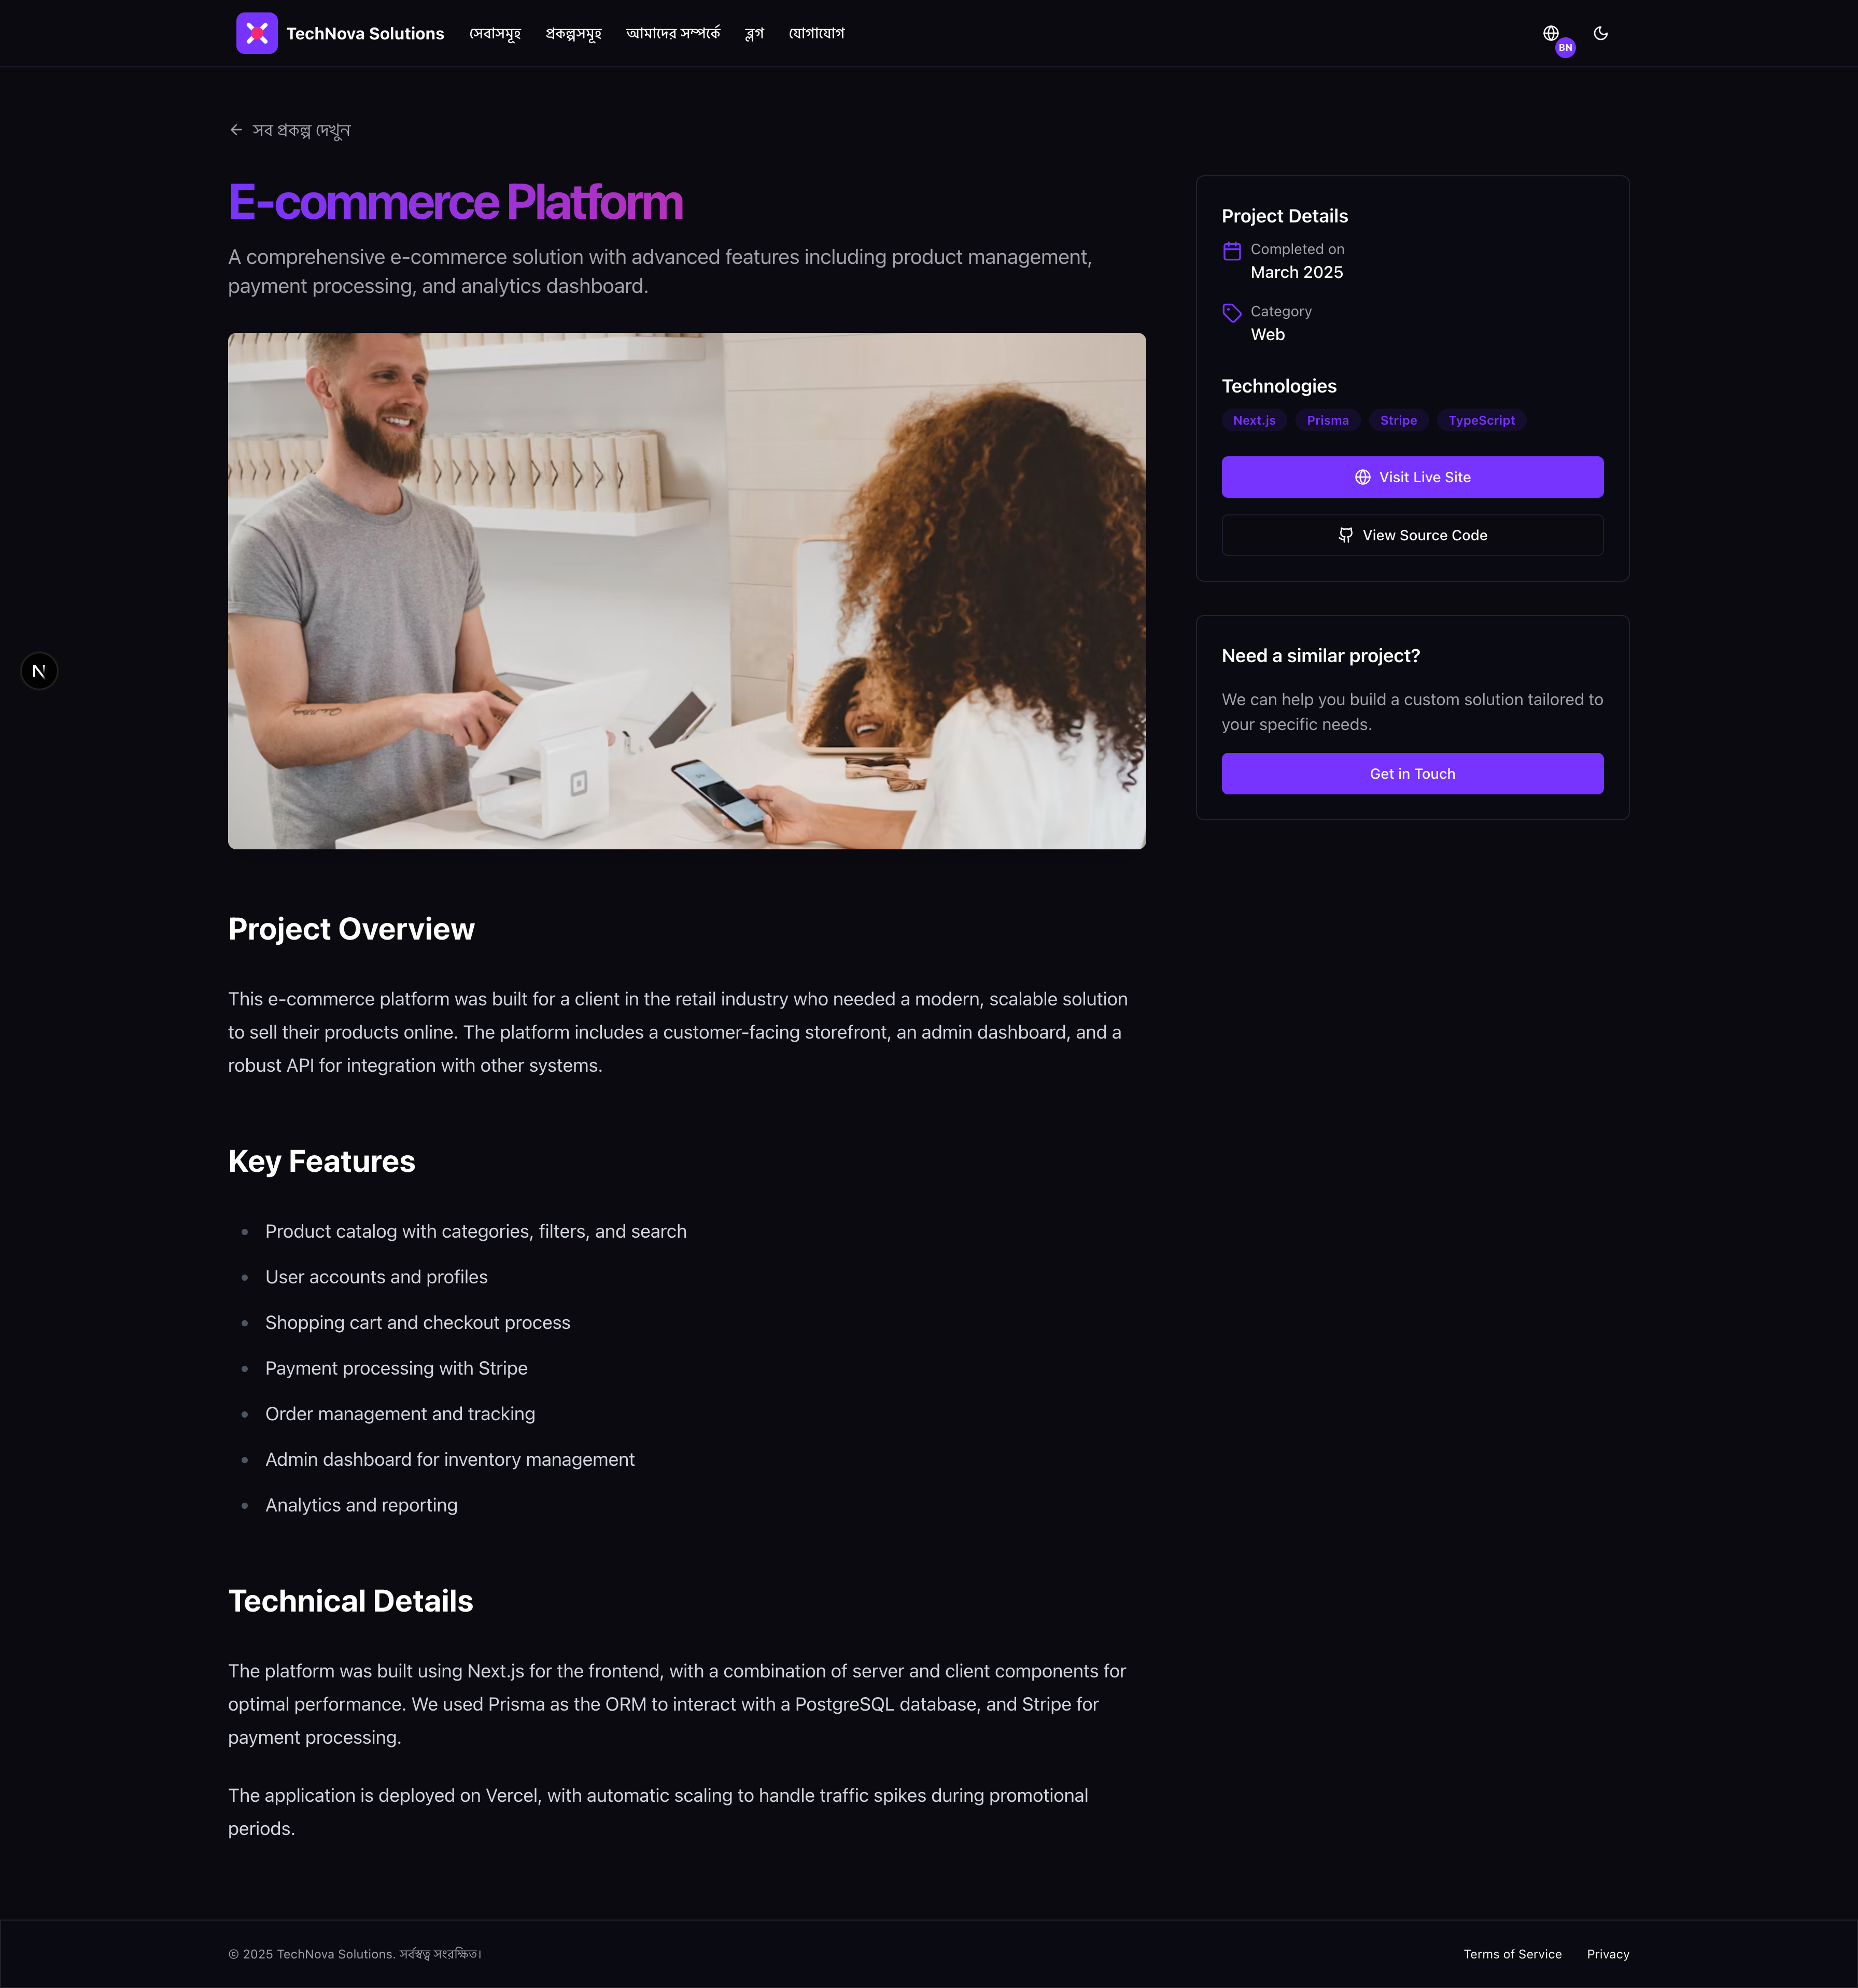 TechNova Solutions
সেবাসমূহ
প্রকল্পসমূহ
আমাদের সম্পর্কে
ব্লগ
যোগাযোগ
BN
সব প্রকল্প দেখুন
E-commerce Platform
A comprehensive e-commerce solution with advanced features including product management,
payment processing, and analytics dashboard.
Project Details
Completed on
March 2025
Category
Web
Technologies
Next.js
Prisma
Stripe
TypeScript
Visit Live Site
View Source Code
Need a similar project?
We can help you build a custom solution tailored to
your specific needs.
Get in Touch
N
Project Overview
This e-commerce platform was built for a client in the retail industry who needed a modern, scalable solution
to sell their products online. The platform includes a customer-facing storefront, an admin dashboard, and a
robust API for integration with other systems.
Key Features
Product catalog with categories, filters, and search
User accounts and profiles
Shopping cart and checkout process
Payment processing with Stripe
Order management and tracking
Admin dashboard for inventory management
Analytics and reporting
Technical Details
The platform was built using Next.js for the frontend, with a combination of server and client components for
optimal performance. We used Prisma as the ORM to interact with a PostgreSQL database, and Stripe for
payment processing.
The application is deployed on Vercel, with automatic scaling to handle traffic spikes during promotional
periods.
© 2025 TechNova Solutions. সর্বস্বত্ব সংরক্ষিত।
Terms of Service
Privacy